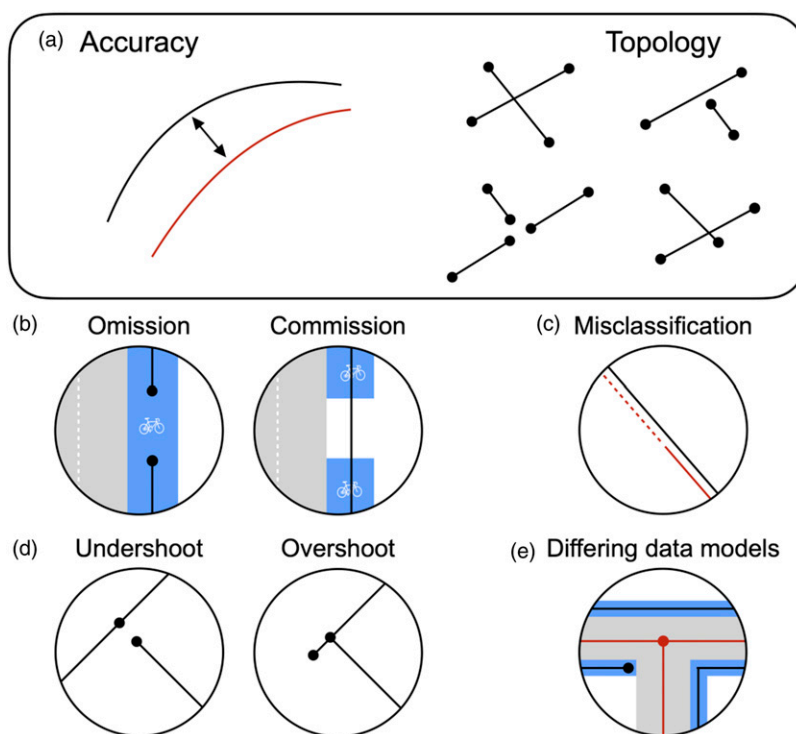 (a) Accuracy Topology
(b) Omission Commission (c) Misclassification
(d) Undershoot Overshoot (e) Differing data models